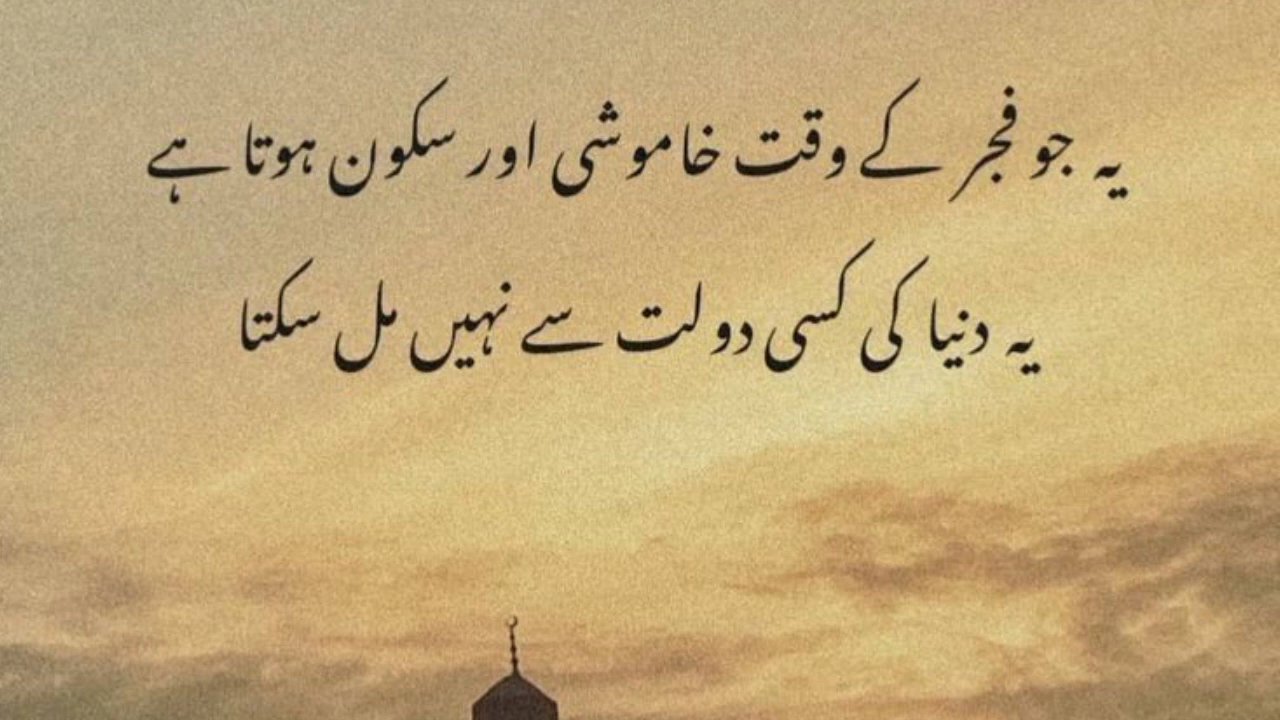 یہ جو فجر کے وقت خاموشی اور سکون ہوتا ہے
یہ دنیا کی کسی دولت سے نہیں مل سکتا